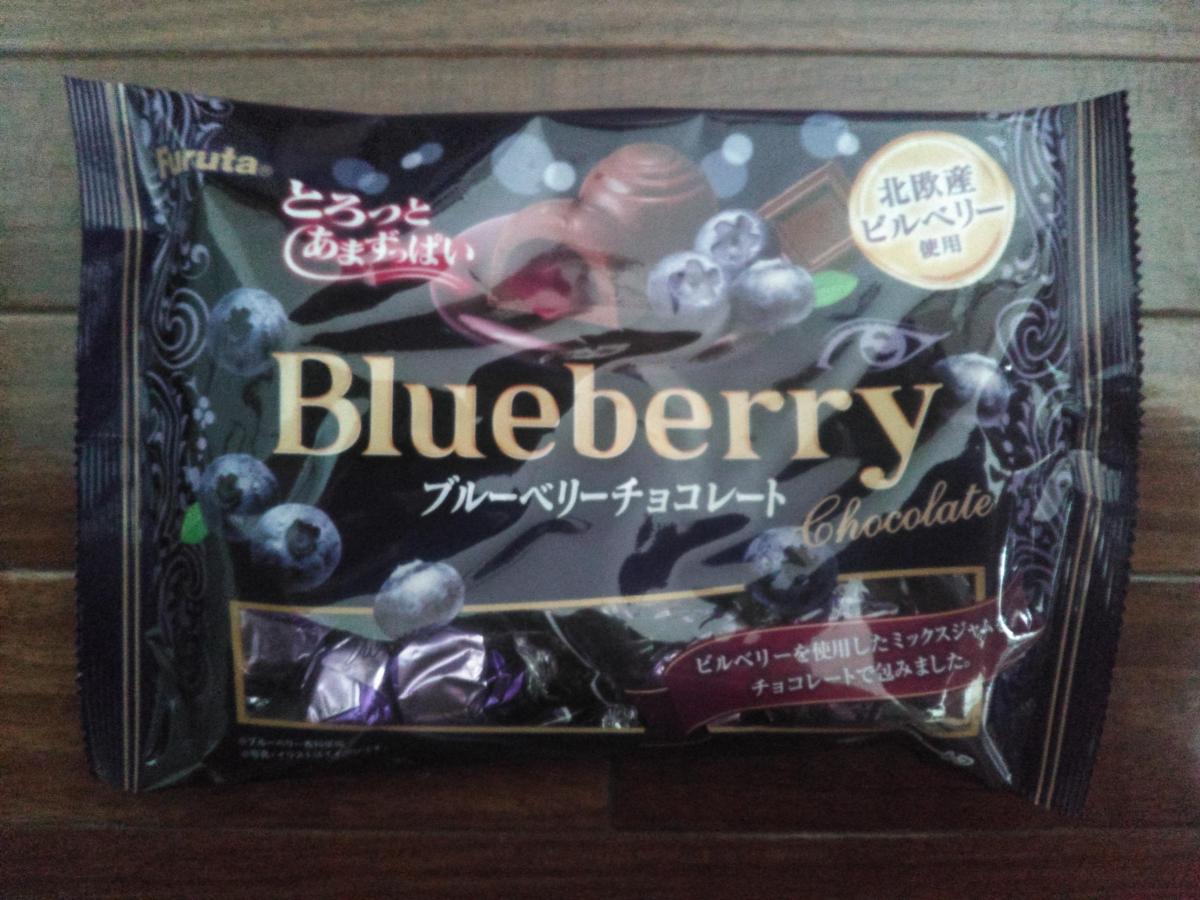 Furuta
とろっと
あまずっぱい
北欧産
ビルベリー
使用
Blueberry
ブルーベリーチョコレート
Chocolate
ビルベリーを使用したミックスジャムを
チョコレートで包みました。